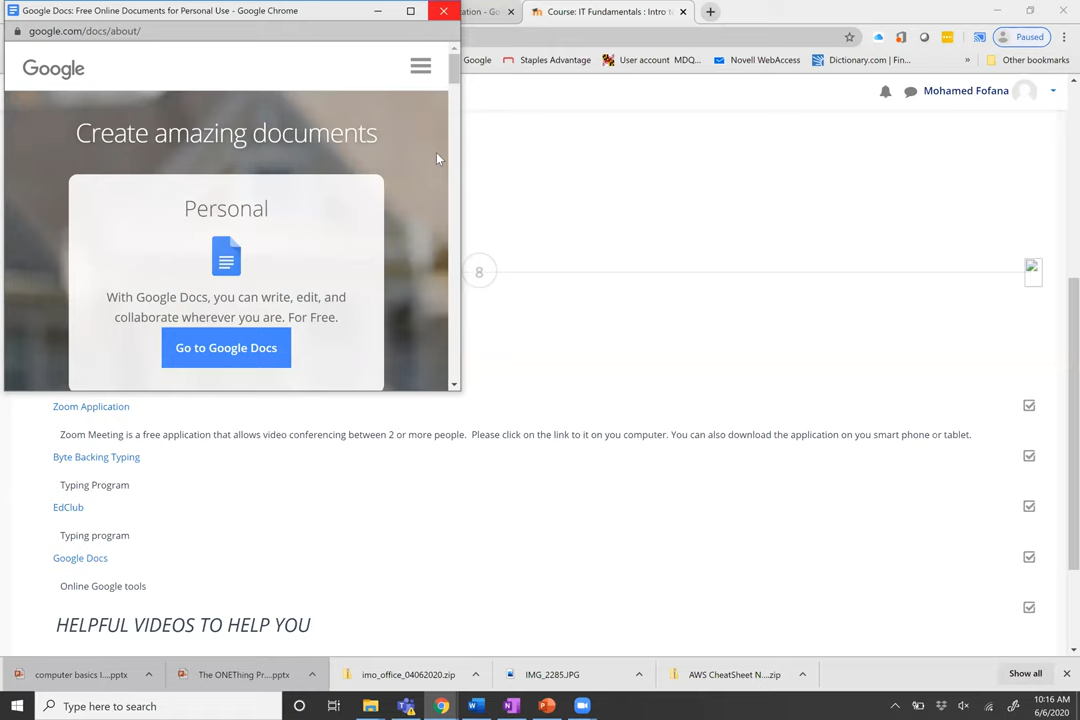 Google Docs: Free Online Documents for Personal Use - Google Chrome
ation - Go
Course: IT Fundamentals : Intro t
google.com/docs/about/
Paused
Google
Staples Advantage
User account MDQ...
Novell WebAccess
Dictionary.com | Fin...
»
Other bookmarks
Google
Mohamed Fofana
Create amazing documents
Personal
8
With Google Docs, you can write, edit, and
collaborate wherever you are. For Free.
Go to Google Docs
Zoom Application
Zoom Meeting is a free application that allows video conferencing between 2 or more people. Please click on the link to it on you computer. You can also download the application on you smart phone or tablet.
Byte Backing Typing
Typing Program
EdClub
Typing program
Google Docs
Online Google tools
HELPFUL VIDEOS TO HELP YOU
computer basics I....pptx
The ONEThing Pr....pptx
imo_office_04062020.zip
IMG_2285.JPG
AWS CheatSheet N....zip
Show all
Type here to search
10:16 AM
6/6/2020